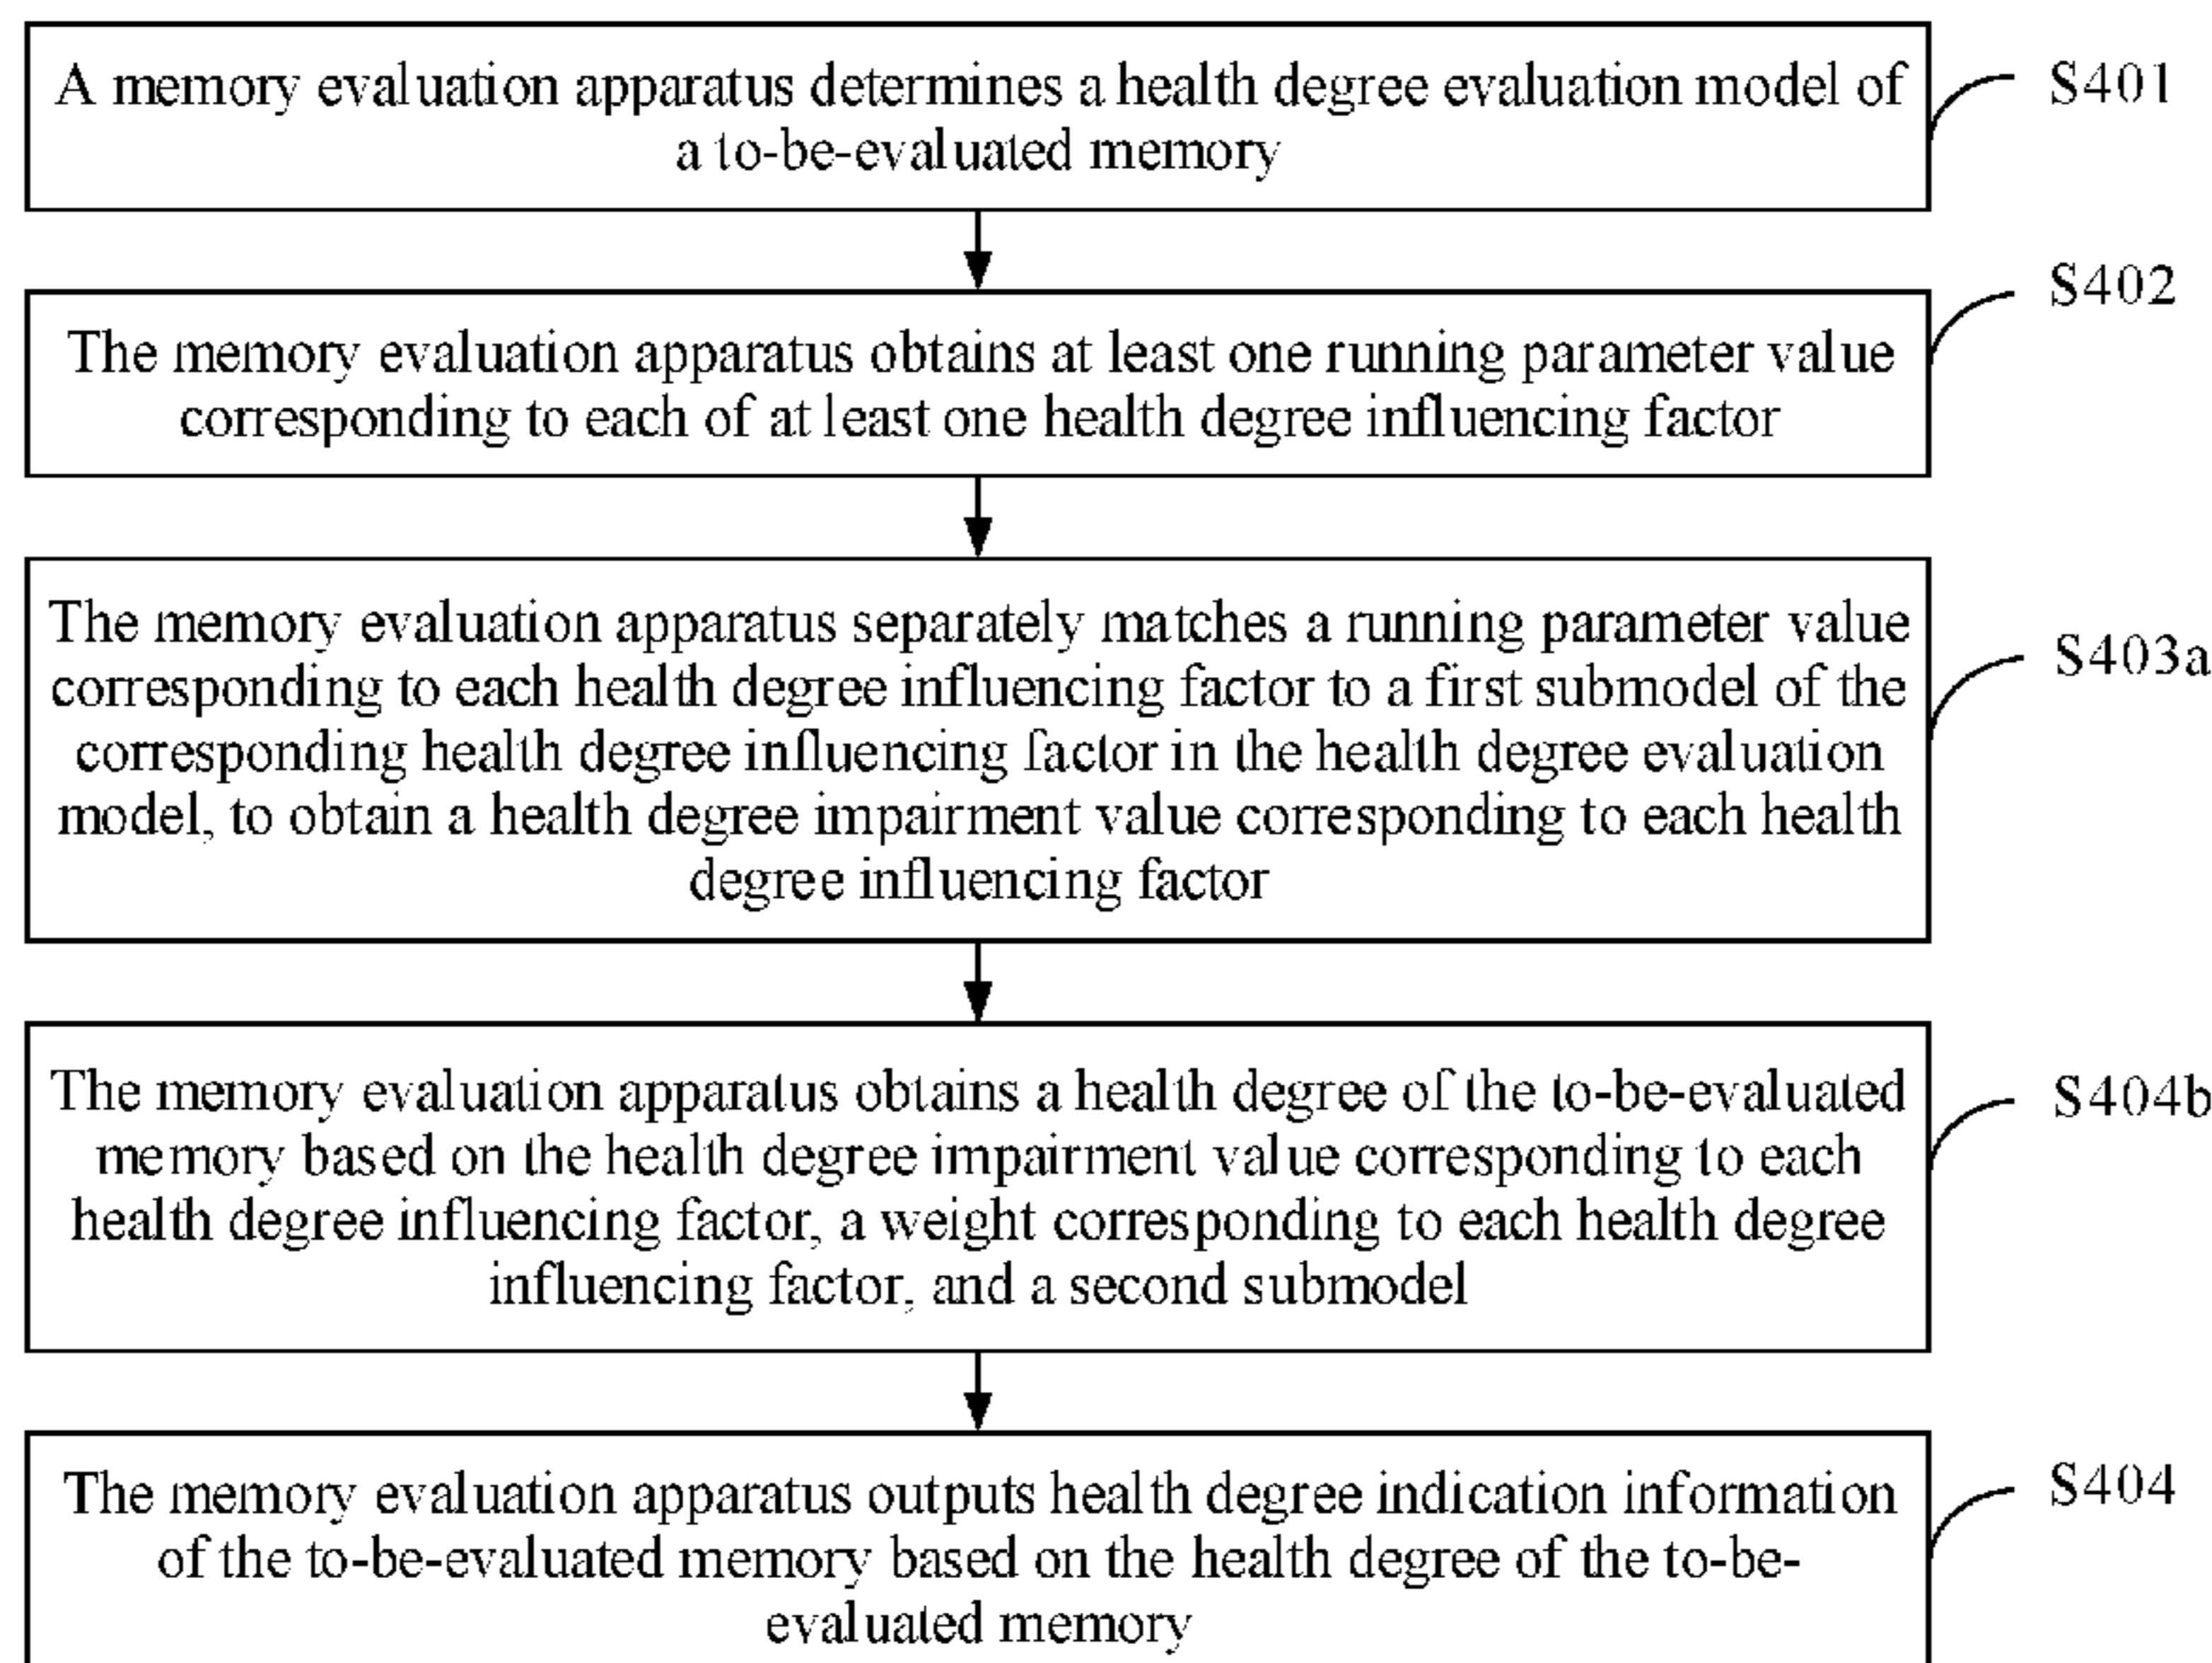 A memory evaluation apparatus determines a health degree evaluation model of
a to-be-evaluated memory
S401
The memory evaluation apparatus obtains at least one running parameter value
corresponding to each of at least one health degree influencing factor
S402
The memory evaluation apparatus separately matches a running parameter value
corresponding to each health degree influencing factor to a first submodel of the
corresponding health degree influencing factor in the health degree evaluation
model, to obtain a health degree impairment value corresponding to each health
degree influencing factor
S403a
The memory evaluation apparatus obtains a health degree of the to-be-evaluated
memory based on the health degree impairment value corresponding to each
health degree influencing factor, a weight corresponding to each health degree
influencing factor, and a second submodel
S404b
The memory evaluation apparatus outputs health degree indication information
of the to-be-evaluated memory based on the health degree of the to-be-
evaluated memory
S404